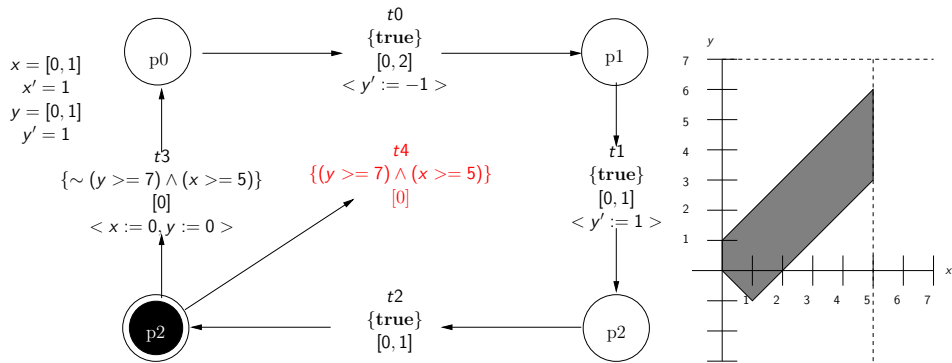 x = [0, 1]
x′ = 1
y = [0, 1]
y′ = 1
p0
t0
{true}
[0, 2]
< y′ := −1 >
p1
t3
{∼ (y >= 7) ∧ (x >= 5)}
[0]
< x := 0, y := 0 >
t4
{(y >= 7) ∧ (x >= 5)}
[0]
t1
{true}
[0, 1]
< y′ := 1 >
p2
t2
{true}
[0, 1]
p2
y
7
6
5
4
3
2
1
1 2 3 4 5 6 7
x